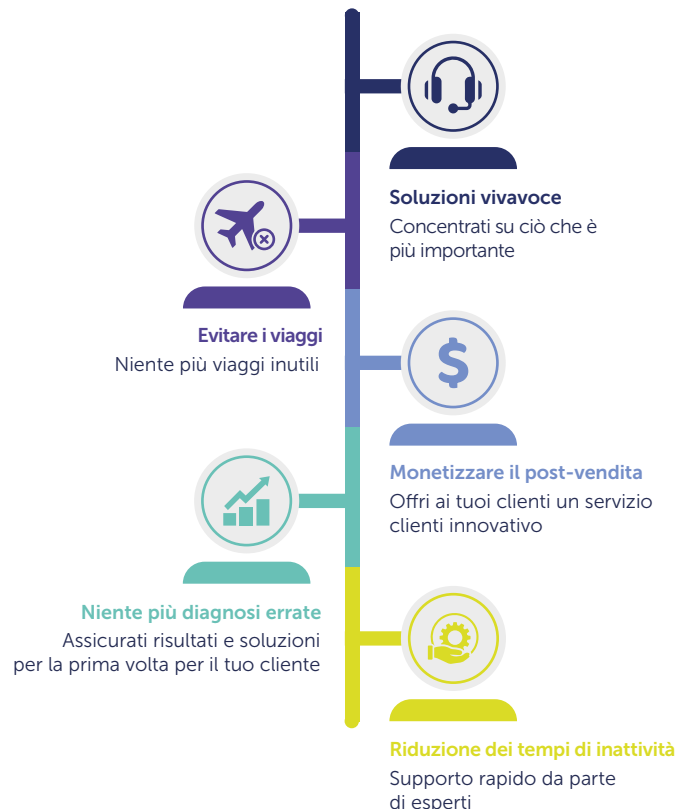 Soluzioni vivavoce
Concentrati su ciò che è
più importante
Evitare i viaggi
Niente più viaggi inutili
$
Monetizzare il post-vendita
Offri ai tuoi clienti un servizio
clienti innovativo
Niente più diagnosi errate
Assicurati risultati e soluzioni
per la prima volta per il tuo cliente
Riduzione dei tempi di inattività
Supporto rapido da parte
di esperti